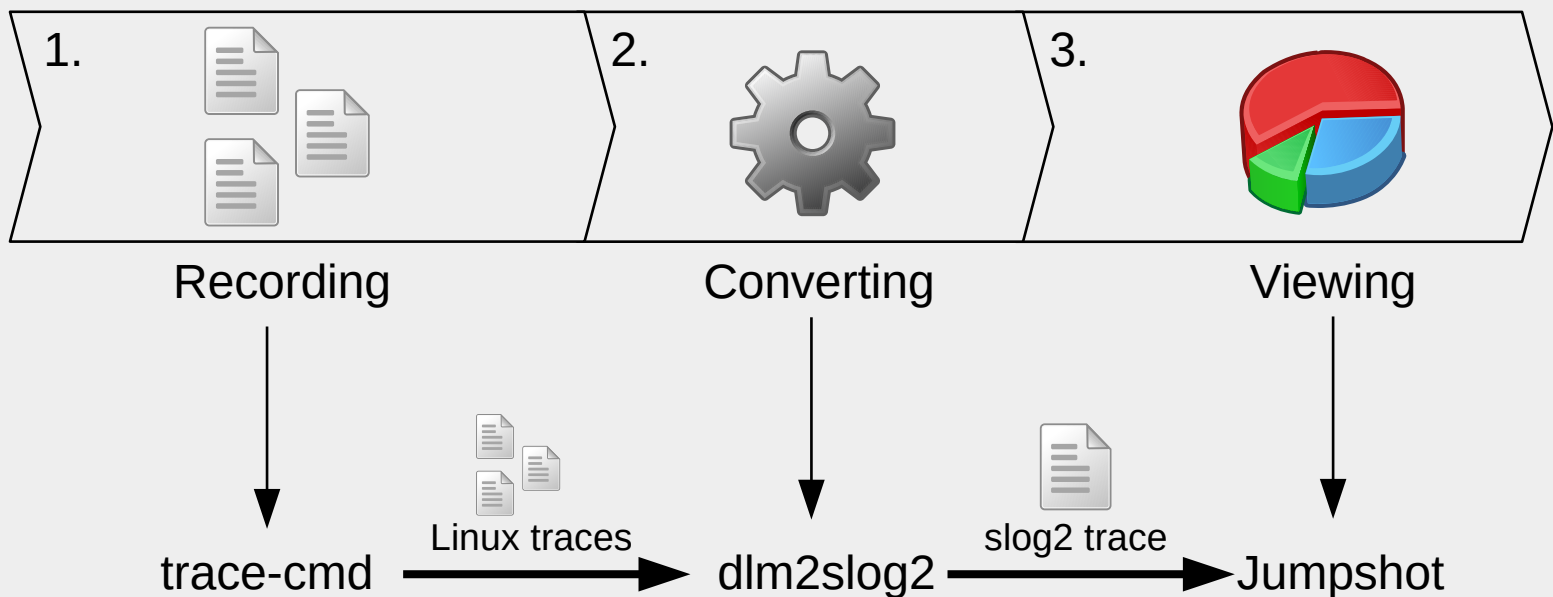 1.
2.
3.
Recording
Converting
Viewing
Linux traces
slog2 trace
trace-cmd
dlm2slog2
Jumpshot